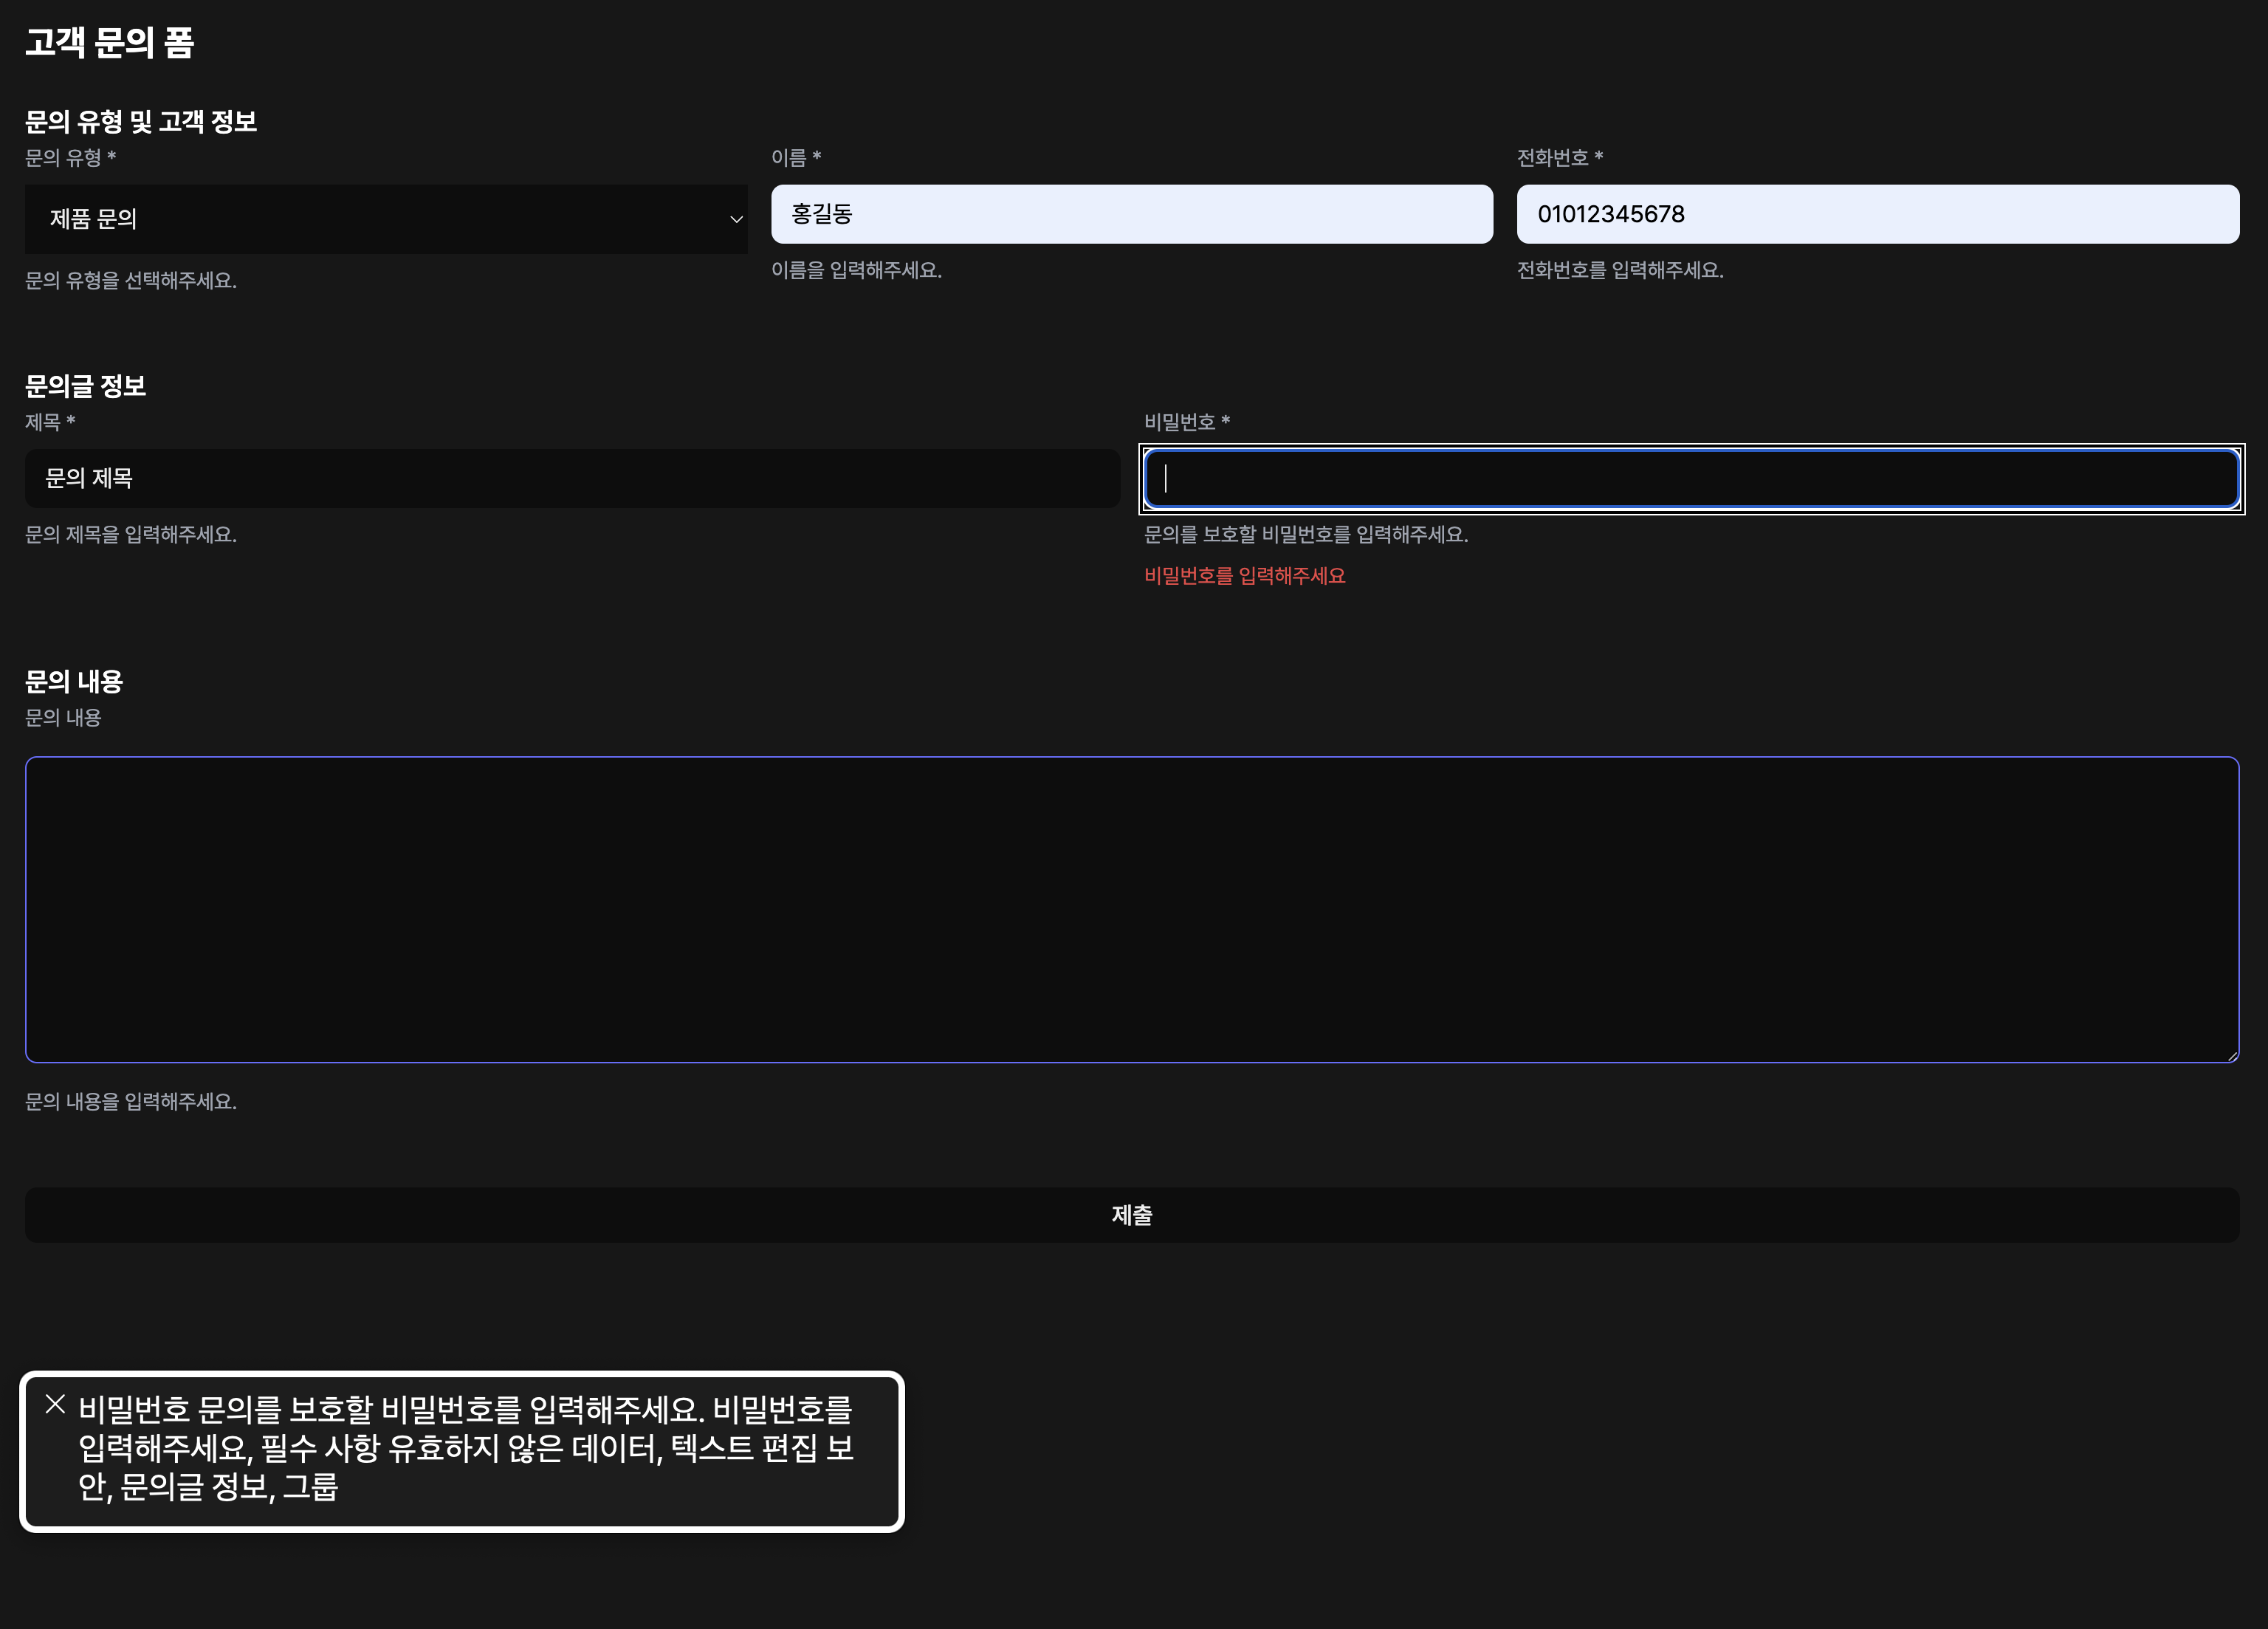 고객 문의 폼
문의 유형 및 고객 정보
문의 유형 *
제품 문의
문의 유형을 선택해주세요.
이름 *
홍길동
이름을 입력해주세요.
전화번호 *
01012345678
전화번호를 입력해주세요.
문의글 정보
제목 *
문의 제목
문의 제목을 입력해주세요.
비밀번호 *
문의를 보호할 비밀번호를 입력해주세요.
비밀번호를 입력해주세요
문의 내용
문의 내용
문의 내용을 입력해주세요.
제출
비밀번호 문의를 보호할 비밀번호를 입력해주세요. 비밀번호를
입력해주세요, 필수 사항 유효하지 않은 데이터, 텍스트 편집 보
안, 문의글 정보, 그룹